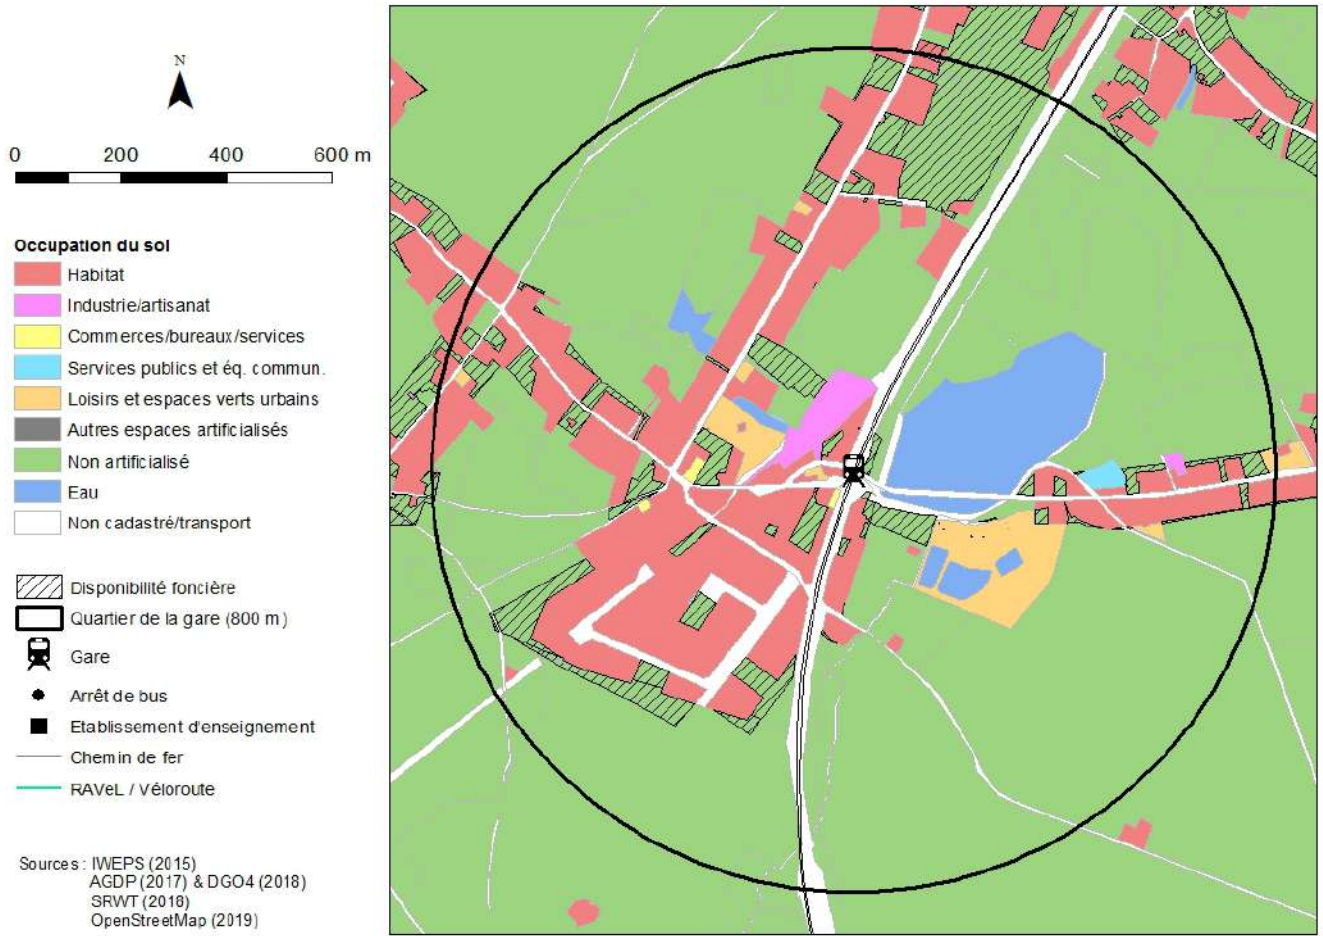 N
0 200 400 600 m
Occupation du sol
Habitat
Industrie/artisanat
Commerces/bureaux/services
Services publics et éq. commun.
Loisirs et espaces verts urbains
Autres espaces artificialisés
Non artificialisé
Eau
Non cadastré/transport
Disponibilité foncière
Quartier de la gare (800 m)
Gare
Arrêt de bus
Etablissement d'enseignement
Chemin de fer
RAVeL / Véloroute
Sources : IWEPS (2015)
AGDP (2017) & DGO4 (2018)
SRWT (2018)
OpenStreetMap (2019)